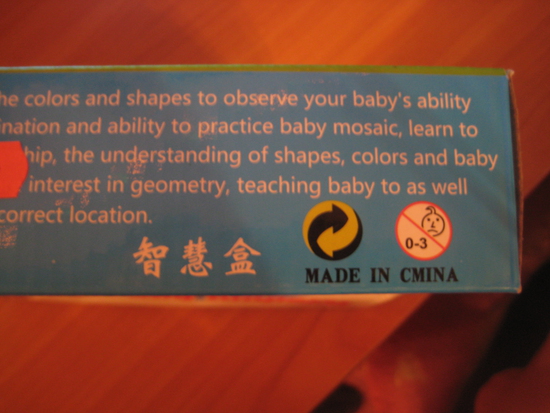 he colors and shapes to observe your baby's ability
ination and ability to practice baby mosaic, learn to
hip, the understanding of shapes, colors and baby
interest in geometry, teaching baby to as well
correct location.
智慧盒
0-3
MADE IN CMINA